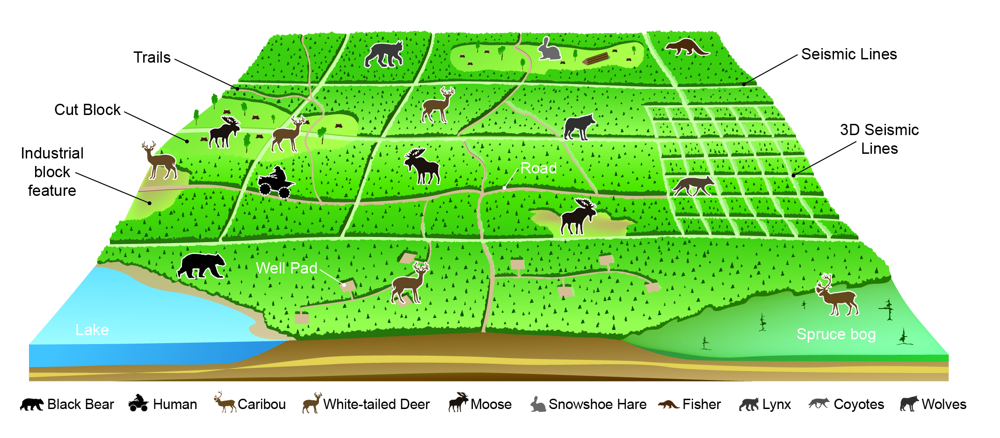 Trails
Seismic Lines
Cut Block
3D Seismic
Lines
Industrial
block
feature
Road
Well Pad
Lake
Spruce bog
Black Bear
Human
Caribou
White-tailed Deer
Moose
Snowshoe Hare
Fisher
Lynx
Coyotes
Wolves